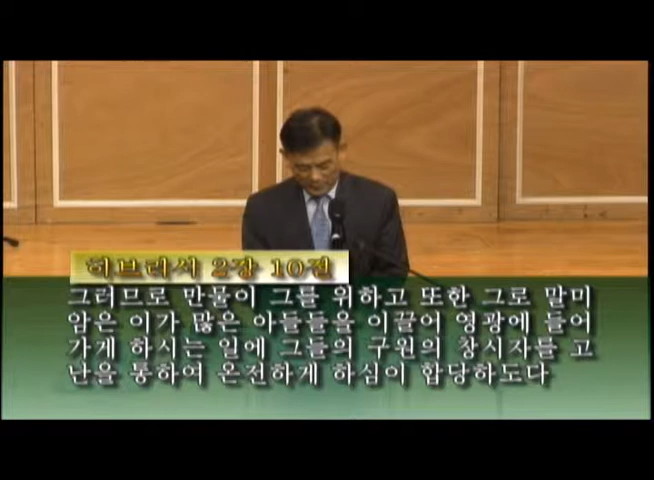 히브리서 2장 10절
그러므로 만물이 그를 위하고 또한 그로 말미
암은 이가 많은 아들들을 이끌어 영광에 들어
가게 하시는 일에 그들의 구원의 창시자를 고
난을 통하여 온전하게 하심이 합당하도다